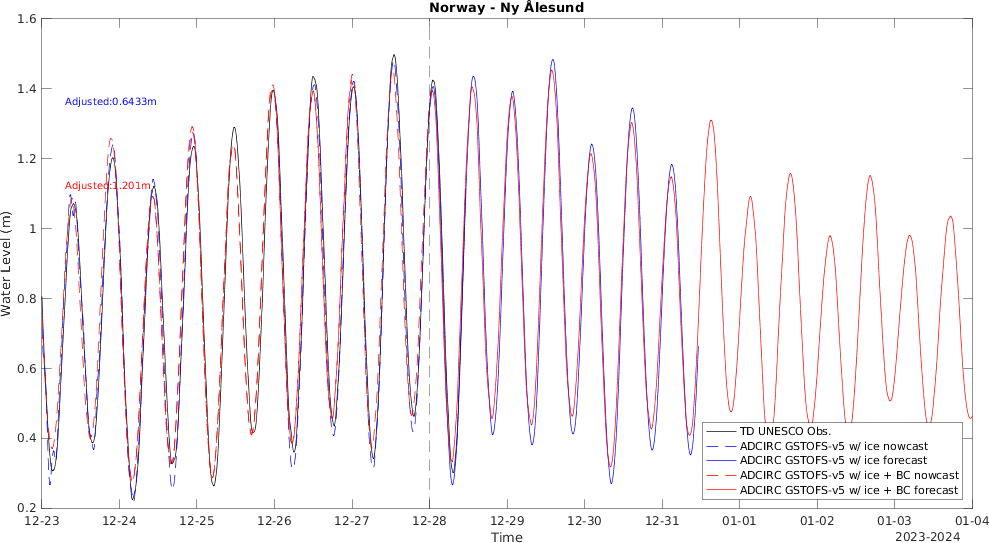 Norway - Ny Ålesund
1.6
1.4
1.2
1
0.8
0.6
0.4
0.2
Water Level (m)
Adjusted:0.6433m
Adjusted:1.201m
TD UNESCO Obs.
ADCIRC GSTOFS-v5 w/ ice nowcast
ADCIRC GSTOFS-v5 w/ ice forecast
ADCIRC GSTOFS-v5 w/ ice + BC nowcast
ADCIRC GSTOFS-v5 w/ ice + BC forecast
12-23 12-24 12-25 12-26 12-27 12-28 12-29 12-30 12-31 01-01 01-02 01-03 01-04
Time
2023-2024